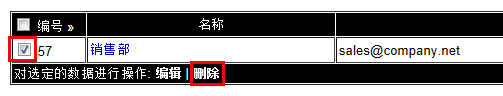 编号 » 名称
57 销售部 sales@company.net
对选定的数据进行操作: 编辑 | 删除